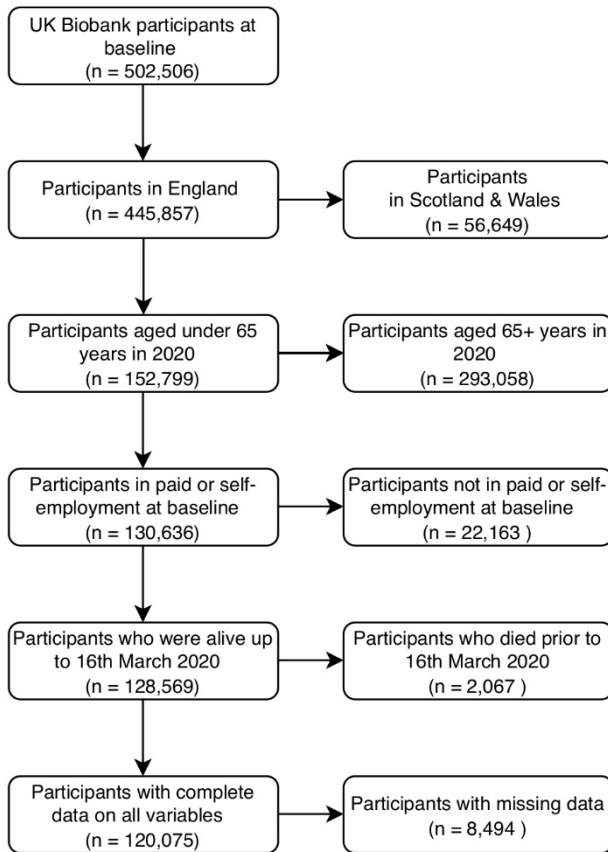 UK Biobank participants at
baseline
(n = 502,506)
Participants in England
(n = 445,857)
Participants
in Scotland & Wales
(n = 56,649)
Participants aged under 65
years in 2020
(n = 152,799)
Participants aged 65+ years in
2020
(n = 293,058)
Participants in paid or self-
employment at baseline
(n = 130,636)
Participants not in paid or self-
employment at baseline
(n = 22,163 )
Participants who were alive up
to 16th March 2020
(n = 128,569)
Participants who died prior to
16th March 2020
(n = 2,067 )
Participants with complete
data on all variables
(n = 120,075)
Participants with missing data
(n = 8,494 )